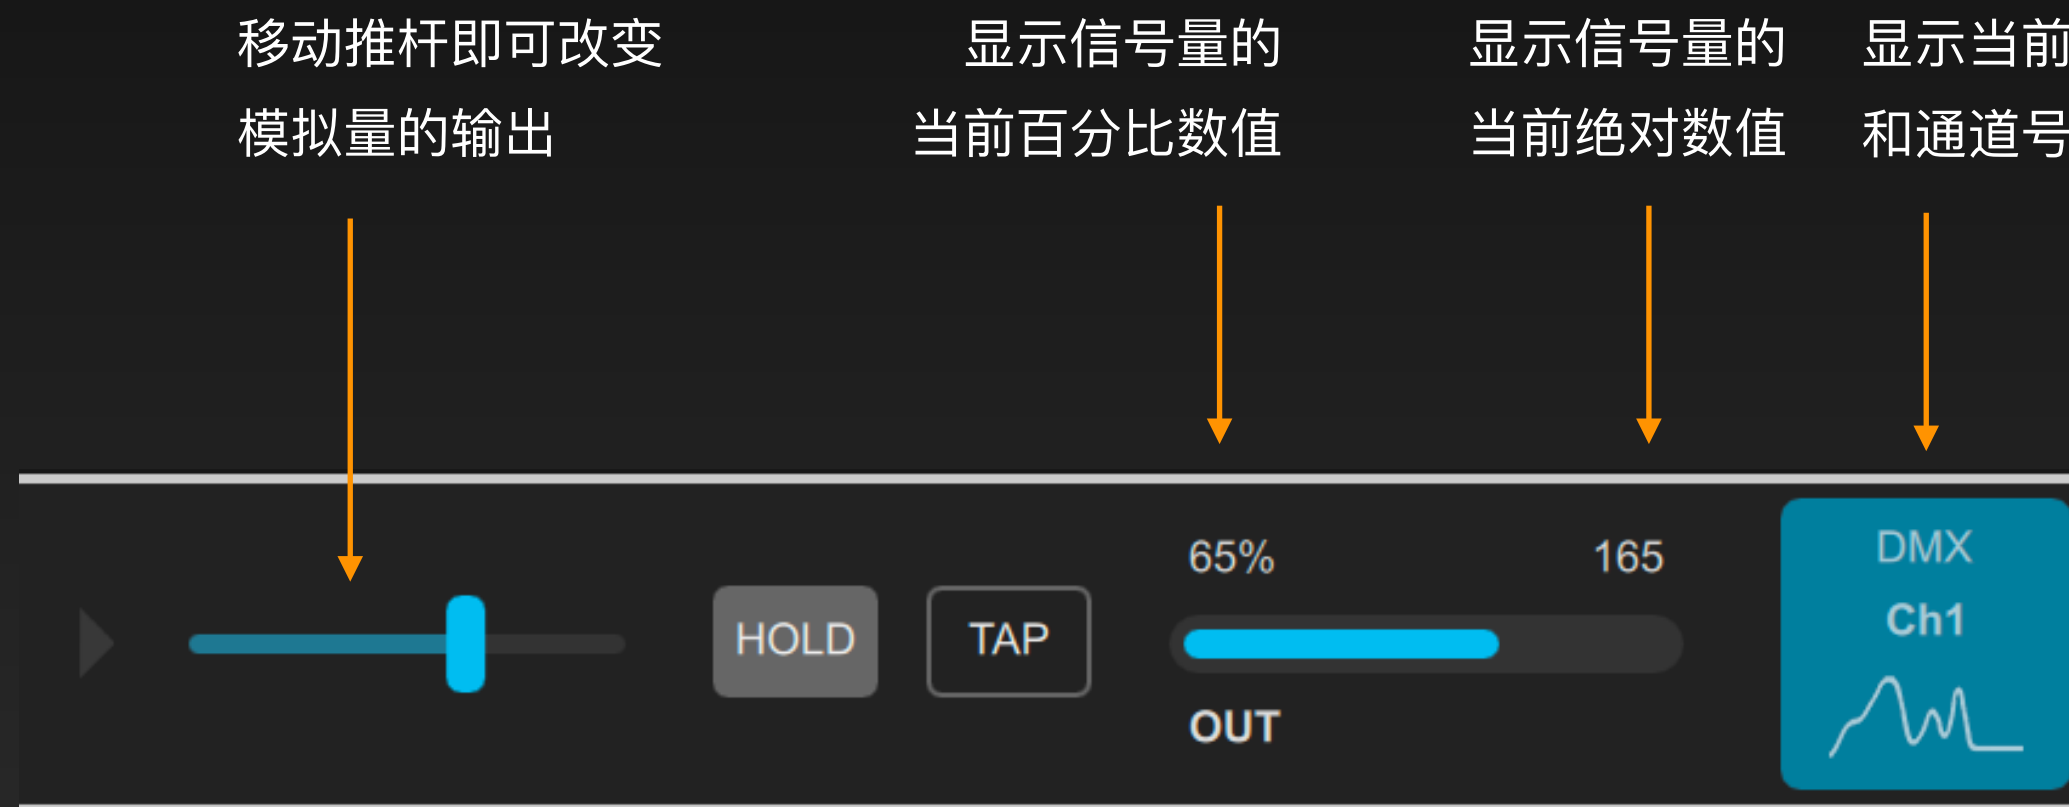 移动推杆即可改变
模拟量的输出
显示信号量的
当前百分比数值
显示信号量的
当前绝对数值
显示当前
和通道号
HOLD
TAP
65%
165
OUT
DMX
Ch1